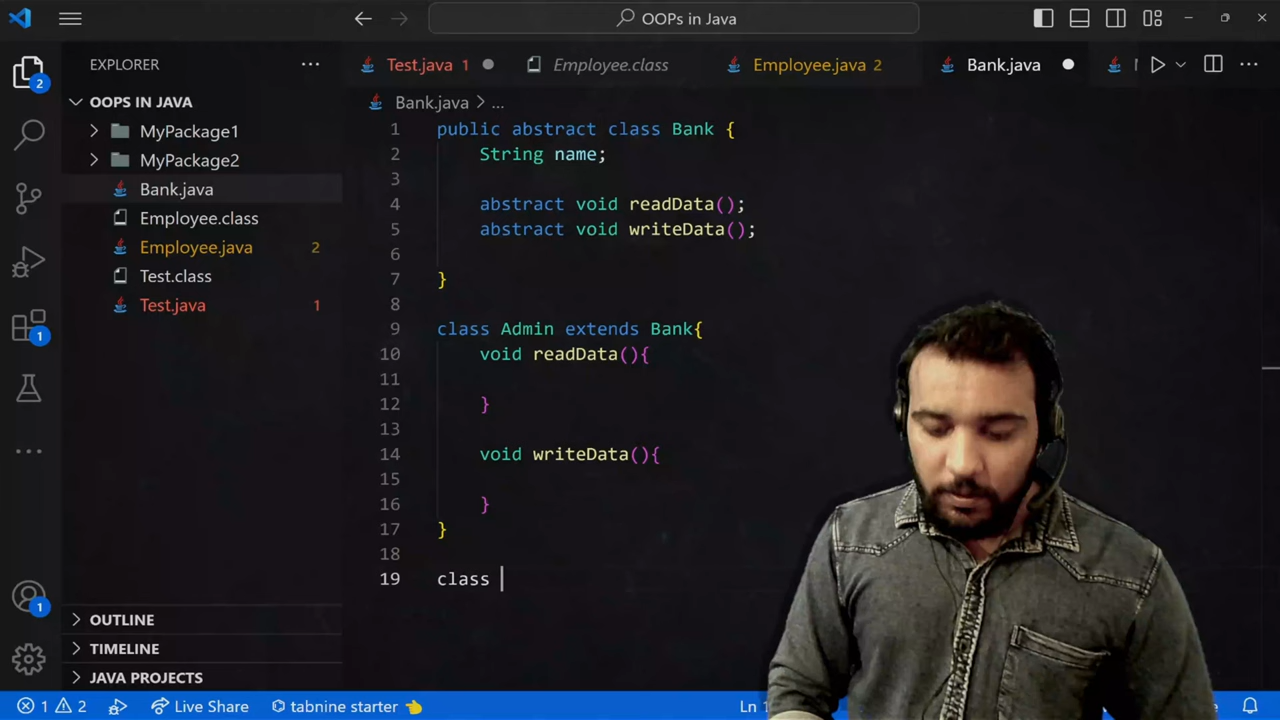 OOPs in Java
2
EXPLORER
Test.java 1
Employee.class
Employee.java 2
Bank.java
OOPS IN JAVA
MyPackage1
MyPackage2
Bank.java
Employee.class
Employee.java 2
Test.class
Test.java 1
1
Bank.java > ...
1 public abstract class Bank {
2 String name;
3
4 abstract void readData();
5 abstract void writeData();
6
7 }
8
9 class Admin extends Bank{
10 void readData(){
11
12 }
13
14 void writeData(){
15
16 }
17 }
18
19 class
1
OUTLINE
TIMELINE
JAVA PROJECTS
1 2 Live Share tabnine starter 👈 Ln